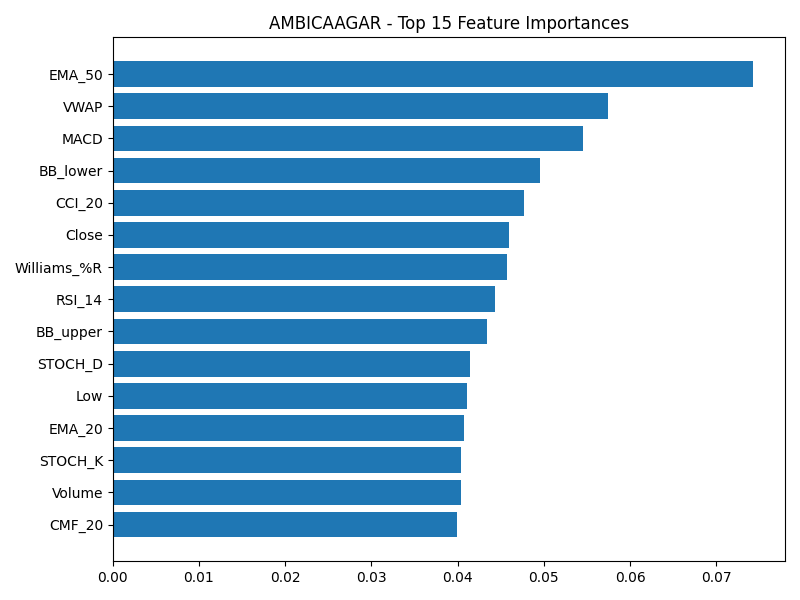 AMBICAAGAR - Top 15 Feature Importances
EMA_50
VWAP
MACD
BB_lower
CCI_20
Close
Williams_%R
RSI_14
BB_upper
STOCH_D
Low
EMA_20
STOCH_K
Volume
CMF_20
0.00 0.01 0.02 0.03 0.04 0.05 0.06 0.07